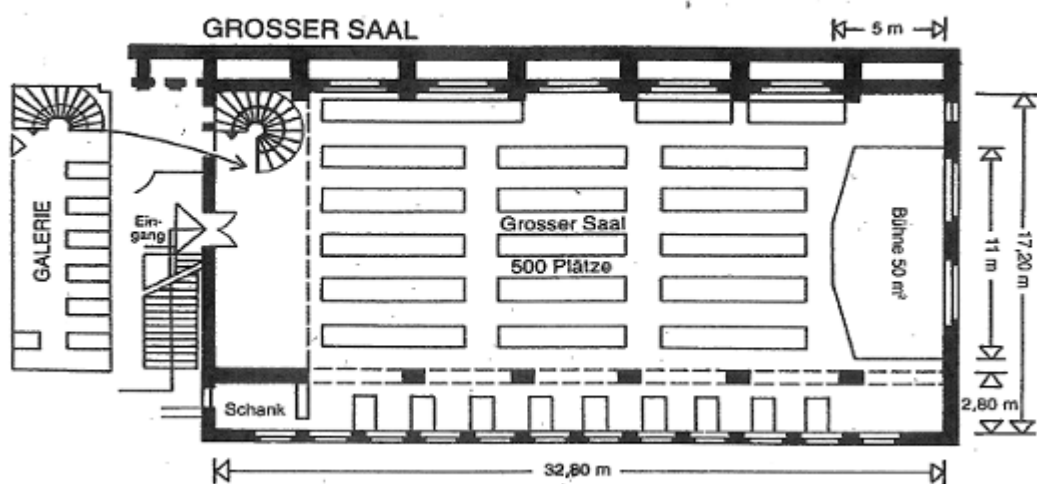 GROSSER SAAL
5 m
GALERIE
Ein-
gang
Grosser Saal
500 Plätze
Bühne 50 m²
11 m
17,20 m
2,80 m
Schank
32,80 m